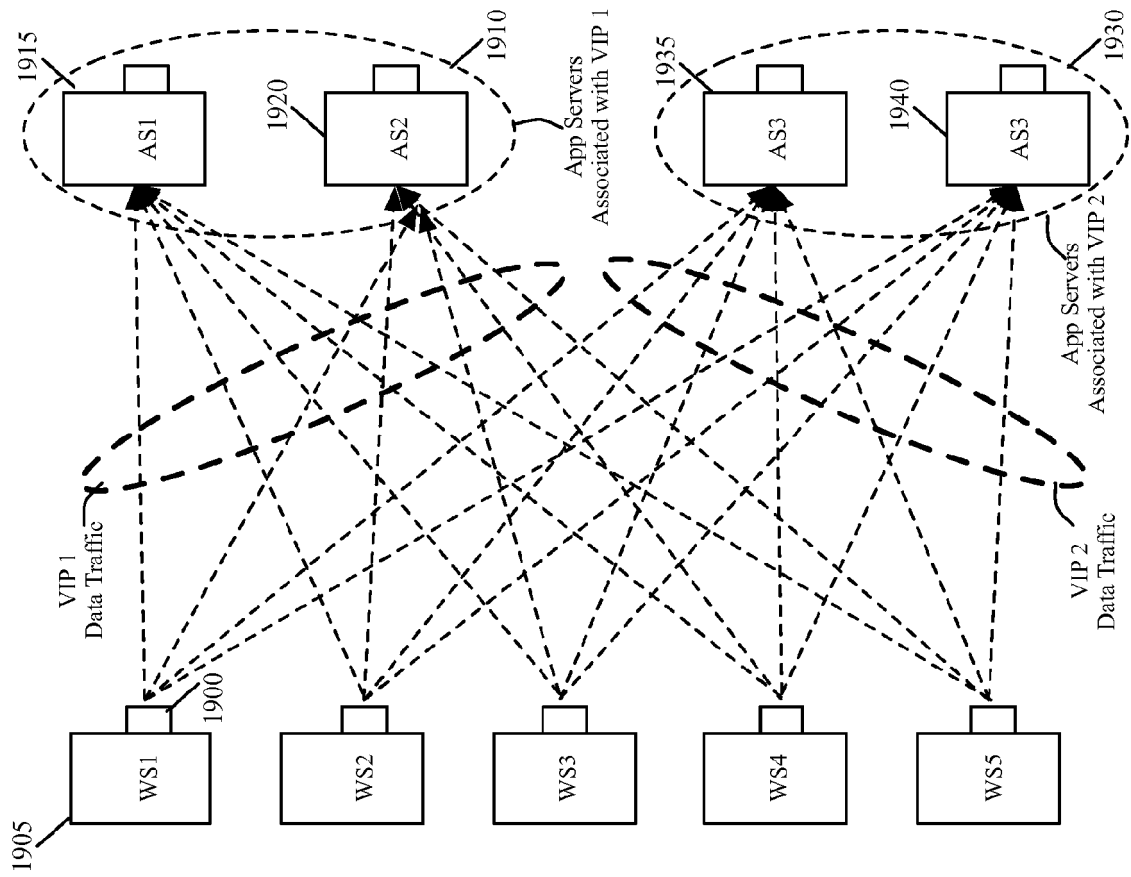 1905
WS1
1900
WS2
WS3
WS4
WS5
VIP 1
Data Traffic
VIP 2
Data Traffic
1915
AS1
1910
1920
AS2
App Servers
Associated with VIP 1
1935
AS3
1930
1940
AS3
App Servers
Associated with VIP 2